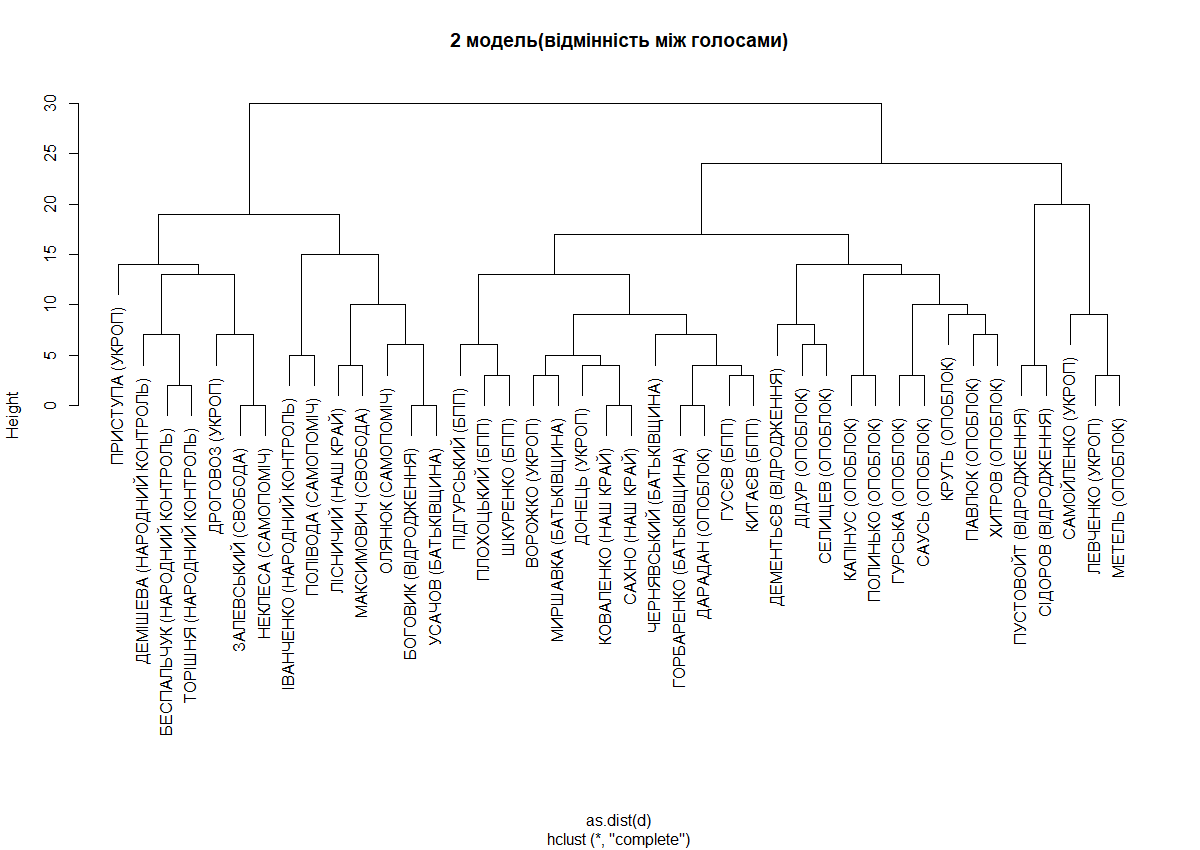 2 модель(відмінність між голосами)
Height
30
25
20
15
10
5
0
ПРИСТУПА (УКРОП)
ДЕМІШЕВА (НАРОДНИЙ КОНТРОЛЬ)
БЕСПАЛЬЧУК (НАРОДНИЙ КОНТРОЛЬ)
ТОРІШНЯ (НАРОДНИЙ КОНТРОЛЬ)
ДРОГОВОЗ (УКРОП)
ЗАЛЕВСЬКИЙ (СВОБОДА)
НЕКЛЕСА (САМОПОМІЧ)
ІВАНЧЕНКО (НАРОДНИЙ КОНТРОЛЬ)
ПОЛІВОДА (САМОПОМІЧ)
ЛІСНИЧИЙ (НАШ КРАЙ)
МАКСИМОВИЧ (СВОБОДА)
ОЛЯНЮК (САМОПОМІЧ)
БОГОВИК (ВІДРОДЖЕННЯ)
УСАЧОВ (БАТЬКІВЩИНА)
ПІДГУРСЬКИЙ (БПП)
ПЛОХОЦЬКИЙ (БПП)
ШКУРЕНКО (БПП)
ВОРОЖКО (УКРОП)
МИРШАВКА (БАТЬКІВЩИНА)
ДОНЕЦЬ (УКРОП)
КОВАЛЕНКО (НАШ КРАЙ)
САХНО (НАШ КРАЙ)
ЧЕРНЯВСЬКИЙ (БАТЬКІВЩИНА)
ГОРБАРЕНКО (БАТЬКІВЩИНА)
ДАРАДАН (ОПОБЛОК)
ГУСЄВ (БПП)
КИТАЄВ (БПП)
ДЕМЕНТЬЄВ (ВІДРОДЖЕННЯ)
ДІДУР (ОПОБЛОК)
СЕЛИЩЕВ (ОПОБЛОК)
КАПІНУС (ОПОБЛОК)
ПОЛИНЬКО (ОПОБЛОК)
ГУРСЬКА (ОПОБЛОК)
САУСЬ (ОПОБЛОК)
КРУТЬ (ОПОБЛОК)
ПАВЛЮК (ОПОБЛОК)
ХИТРОВ (ОПОБЛОК)
ПУСТОВОЙТ (ВІДРОДЖЕННЯ)
СІДОРОВ (ВІДРОДЖЕННЯ)
САМОЙЛЕНКО (УКРОП)
ЛЕВЧЕНКО (УКРОП)
МЕТЕЛЬ (ОПОБЛОК)
as.dist(d)
hclust (*, "complete")